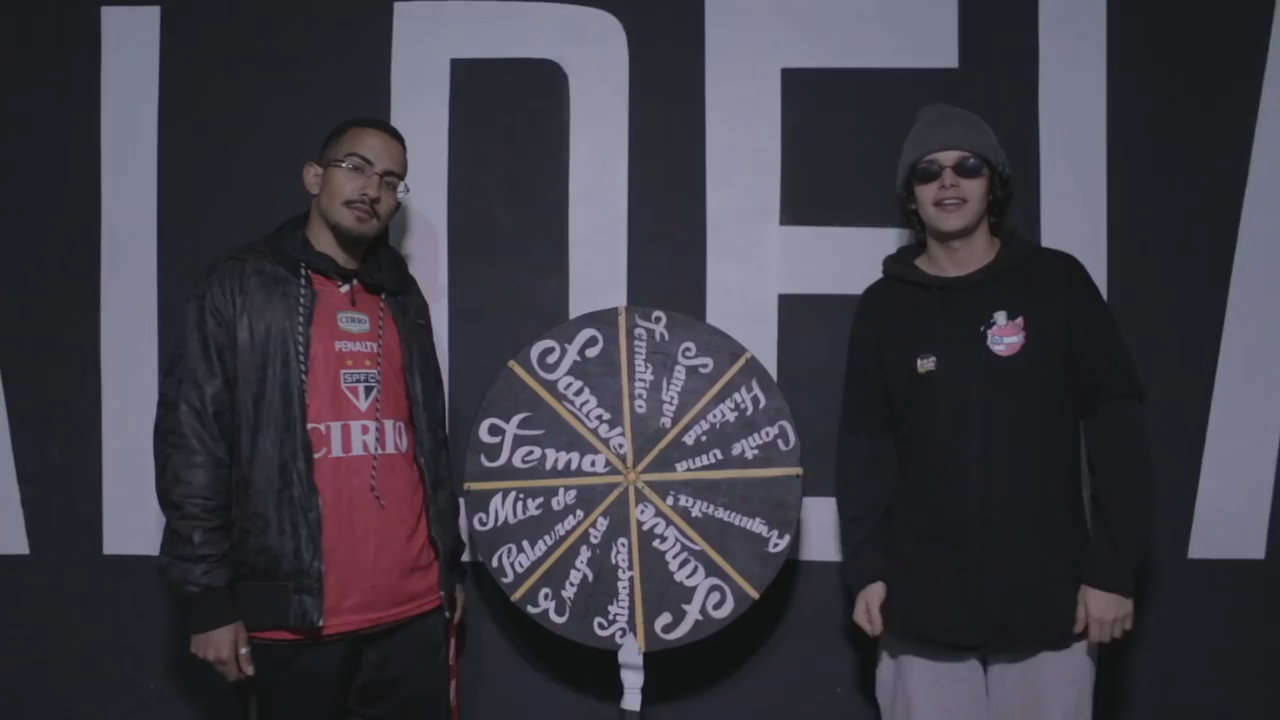 ALDEIA
CIRIO
PENALTY
SPFC
CIRIO
Sangue
Temático
Sangue
Conte uma
História
Argumenta!
Sangue
Escape da
Situação
Mix de
Palavras
Tema